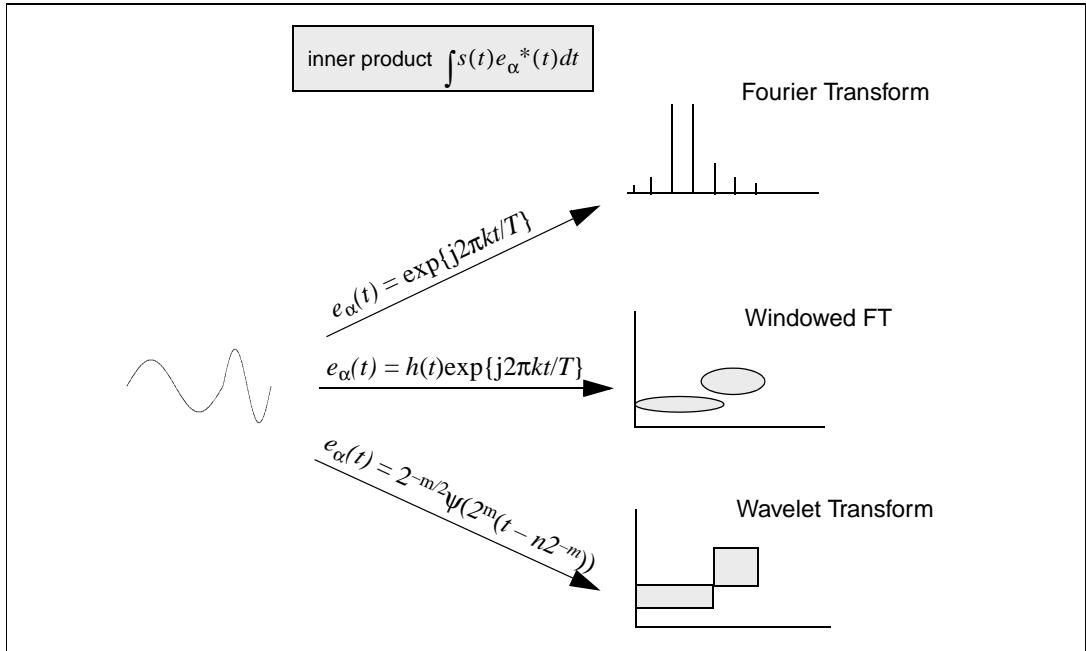 inner product ∫s(t)eα*(t)dt
Fourier Transform
eα(t) = exp{j2πkt/T}
Windowed FT
eα(t) = h(t)exp{j2πkt/T}
eα(t) = 2–m/2ψ(2m(t – n2–m))
Wavelet Transform